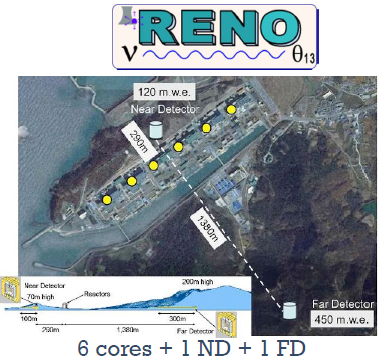 RENO
ν θ13
120 m.w.e.
Near Detector
290m
1380m
Far Detector
450 m.w.e.
Near Detector
70m high
Reactors
200m high
100m
300m
290m
1,380m
Far Detector
6 cores + 1 ND + 1 FD